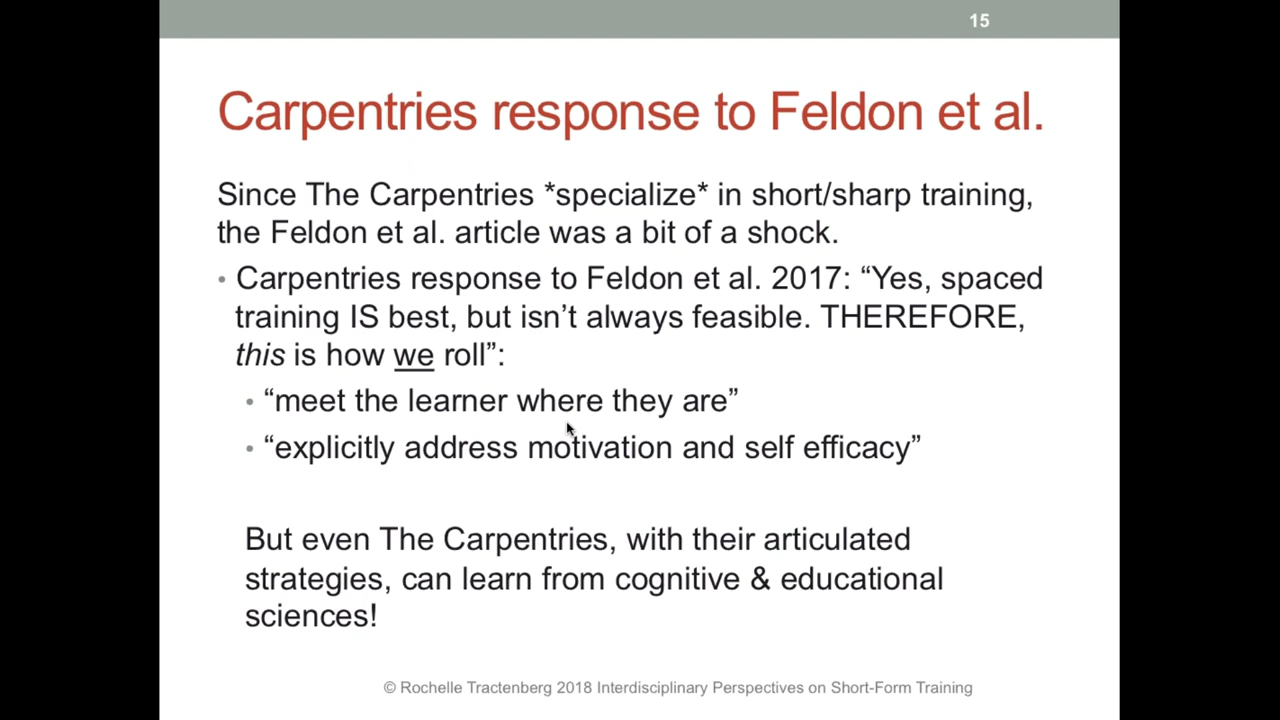 15
Carpentries response to Feldon et al.
Since The Carpentries *specialize* in short/sharp training,
the Feldon et al. article was a bit of a shock.
• Carpentries response to Feldon et al. 2017: “Yes, spaced
training IS best, but isn’t always feasible. THEREFORE,
this is how we roll”:
• “meet the learner where they are”
• “explicitly address motivation and self efficacy”
But even The Carpentries, with their articulated
strategies, can learn from cognitive & educational
sciences!
© Rochelle Tractenberg 2018 Interdisciplinary Perspectives on Short-Form Training